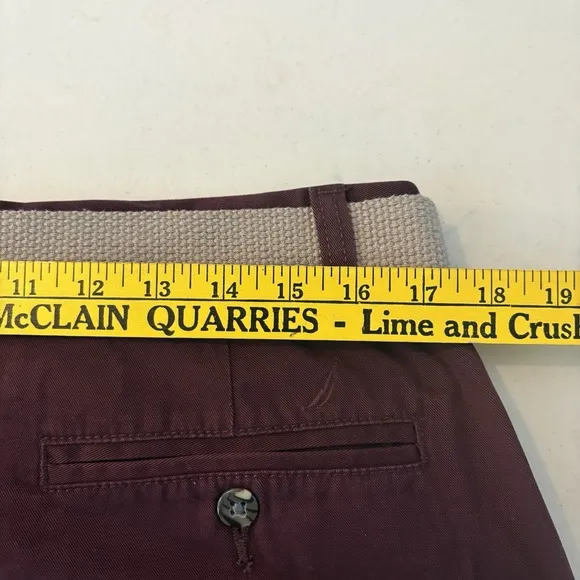 11 12 13 14 15 16 17 18 19
McCLAIN QUARRIES - Lime and Crush